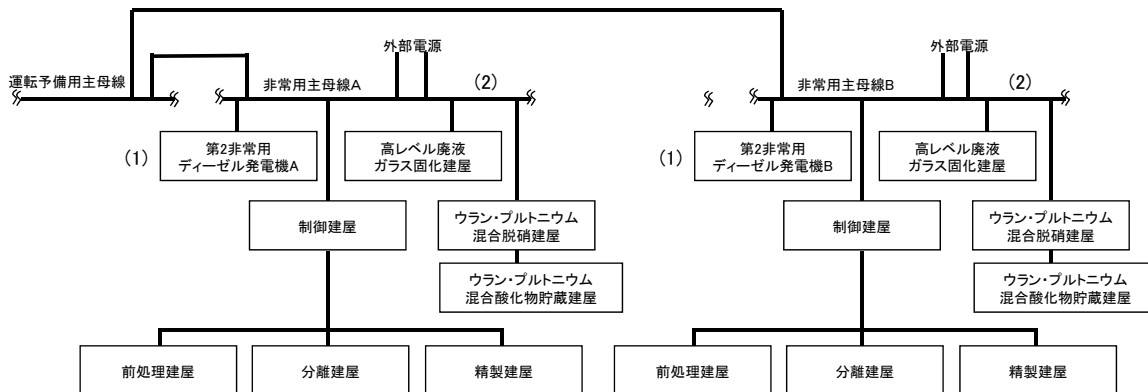 外部電源
外部電源
運転予備用主母線
非常用主母線A
(2)
非常用主母線B
(2)
(1)
第2非常用
ディーゼル発電機A
高レベル廃液
ガラス固化建屋
(1)
第2非常用
ディーゼル発電機B
高レベル廃液
ガラス固化建屋
制御建屋
ウラン・プルトニウム
混合脱硝建屋
制御建屋
ウラン・プルトニウム
混合脱硝建屋
ウラン・プルトニウム
混合酸化物貯蔵建屋
ウラン・プルトニウム
混合酸化物貯蔵建屋
前処理建屋
分離建屋
精製建屋
前処理建屋
分離建屋
精製建屋